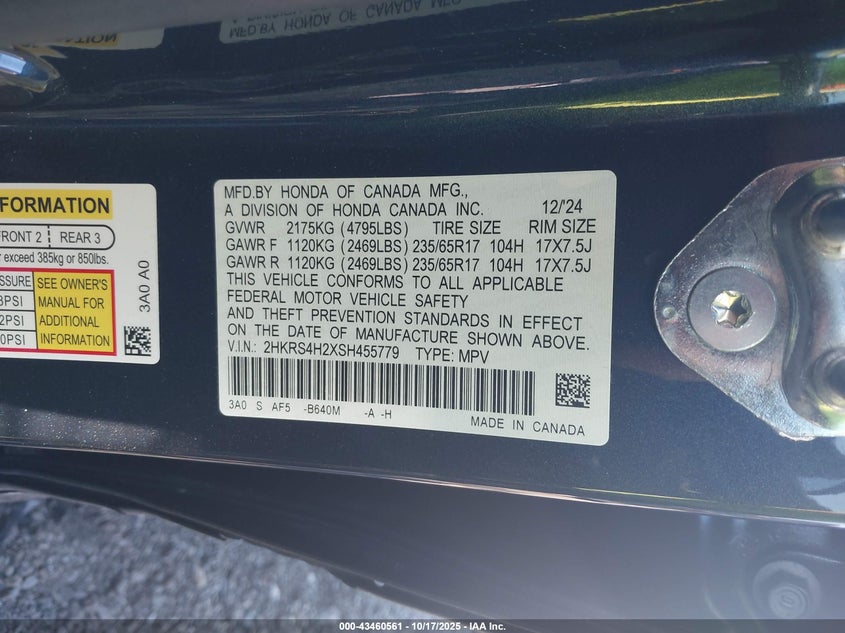 FORMATION
FRONT 2 REAR 3
exceed 385kg or 850lbs.
SEE OWNER'S
MANUAL FOR
ADDITIONAL
INFORMATION
3A0 A0
MFD.BY HONDA OF CANADA MFG.,
A DIVISION OF HONDA CANADA INC. 12/'24
GVWR 2175KG (4795LBS) TIRE SIZE RIM SIZE
GAWR F 1120KG (2469LBS) 235/65R17 104H 17X7.5J
GAWR R 1120KG (2469LBS) 235/65R17 104H 17X7.5J
THIS VEHICLE CONFORMS TO ALL APPLICABLE
FEDERAL MOTOR VEHICLE SAFETY
AND THEFT PREVENTION STANDARDS IN EFFECT
ON THE DATE OF MANUFACTURE SHOWN ABOVE.
V.I.N.: 2HKRS4H2XSH455779 TYPE: MPV
3A0 S AF5 -B640M -A -H
MADE IN CANADA
000-43460561 - 10/17/2025 - IAA Inc.